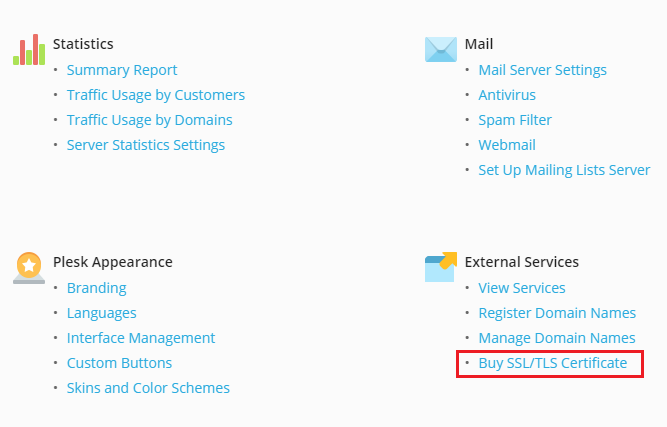 Statistics
Summary Report
Traffic Usage by Customers
Traffic Usage by Domains
Server Statistics Settings
Mail
Mail Server Settings
Antivirus
Spam Filter
Webmail
Set Up Mailing Lists Server
Plesk Appearance
Branding
Languages
Interface Management
Custom Buttons
Skins and Color Schemes
External Services
View Services
Register Domain Names
Manage Domain Names
Buy SSL/TLS Certificate